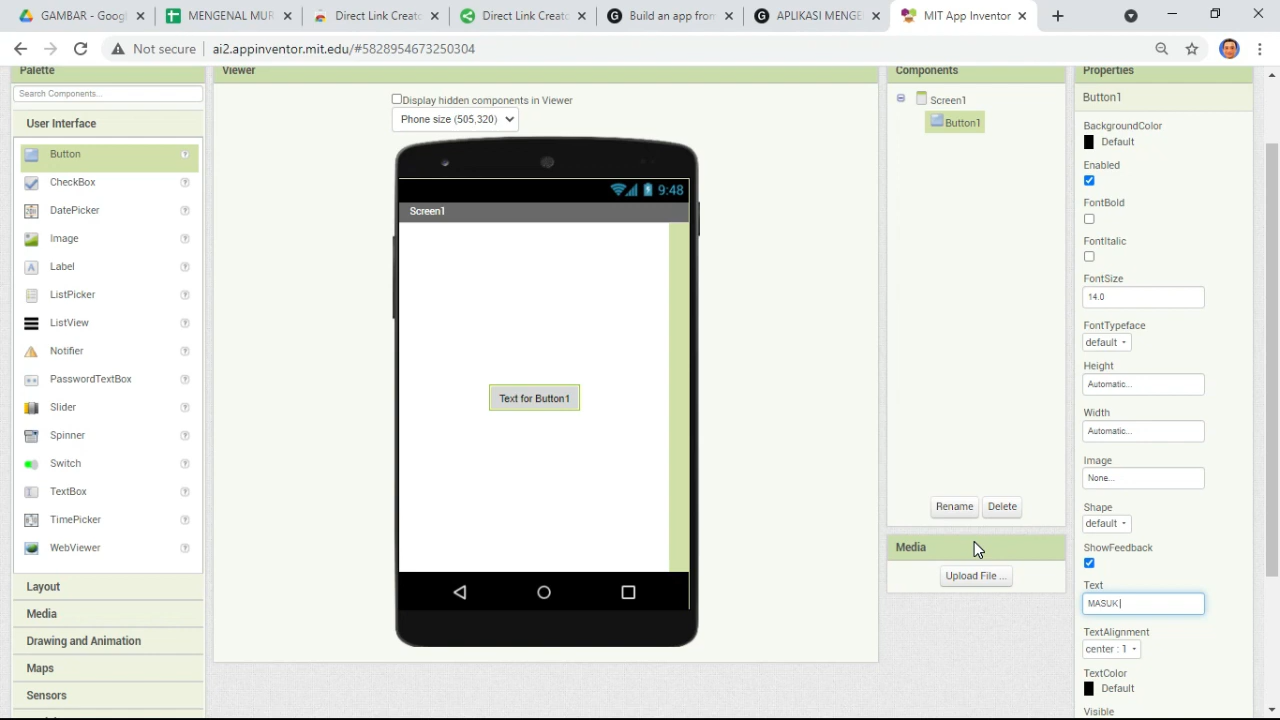 GAMBAR - Googl
MENGENAL MUR
Direct Link Creato
Direct Link Creato
Build an app from
APLIKASI MENGE
MIT App Inventor
Not secure
ai2.appinventor.mit.edu/#5828954673250304
Palette
Search Components...
User Interface
Button
CheckBox
DatePicker
Image
Label
ListPicker
ListView
Notifier
PasswordTextBox
Slider
Spinner
Switch
TextBox
TimePicker
WebViewer
Layout
Media
Drawing and Animation
Maps
Sensors
Viewer
Display hidden components in Viewer
Phone size (505,320)
9:48
Screen1
Text for Button1
Components
Screen1
Button1
Rename
Delete
Media
Upload File ...
Properties
Button1
BackgroundColor
Default
Enabled
FontBold
FontItalic
FontSize
14.0
FontTypeface
default
Height
Automatic...
Width
Automatic...
Image
None...
Shape
default
ShowFeedback
Text
MASUK
TextAlignment
center : 1
TextColor
Default
Visible